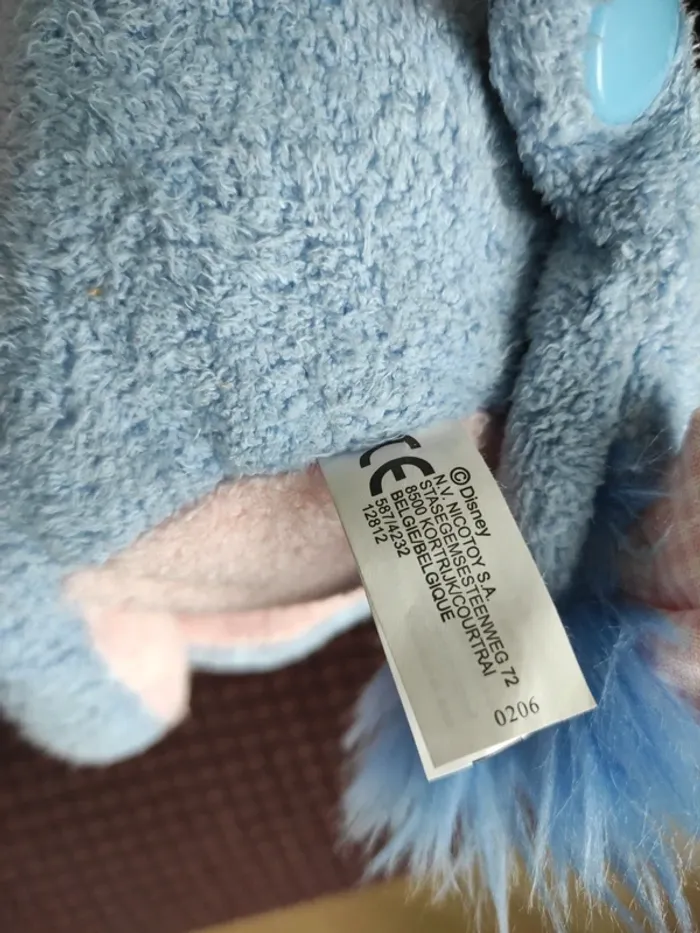 CE
©Disney
N.V. NICOTOY S.A.
STASEGEMSESTEENWEG 72
8500 KORTRIJK/COURTRAI
BELGIE/BELGIQUE
587/4232
12812
0206